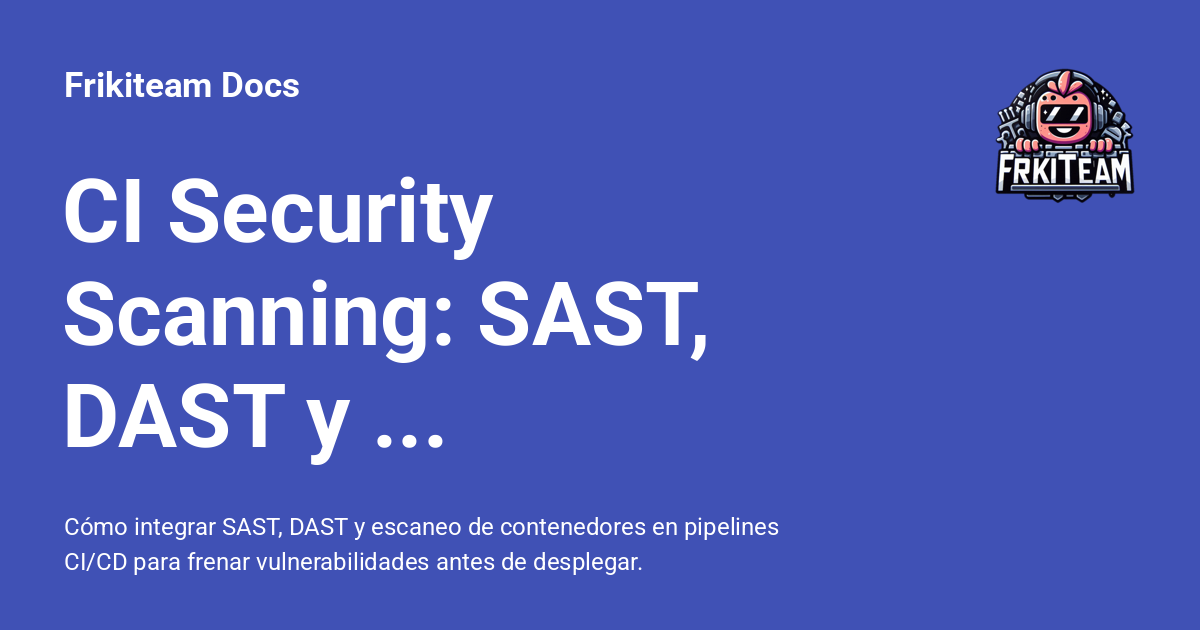 Frikiteam Docs
FRKITEAM
CI Security
Scanning: SAST,
DAST y ...
Cómo integrar SAST, DAST y escaneo de contenedores en pipelines
CI/CD para frenar vulnerabilidades antes de desplegar.